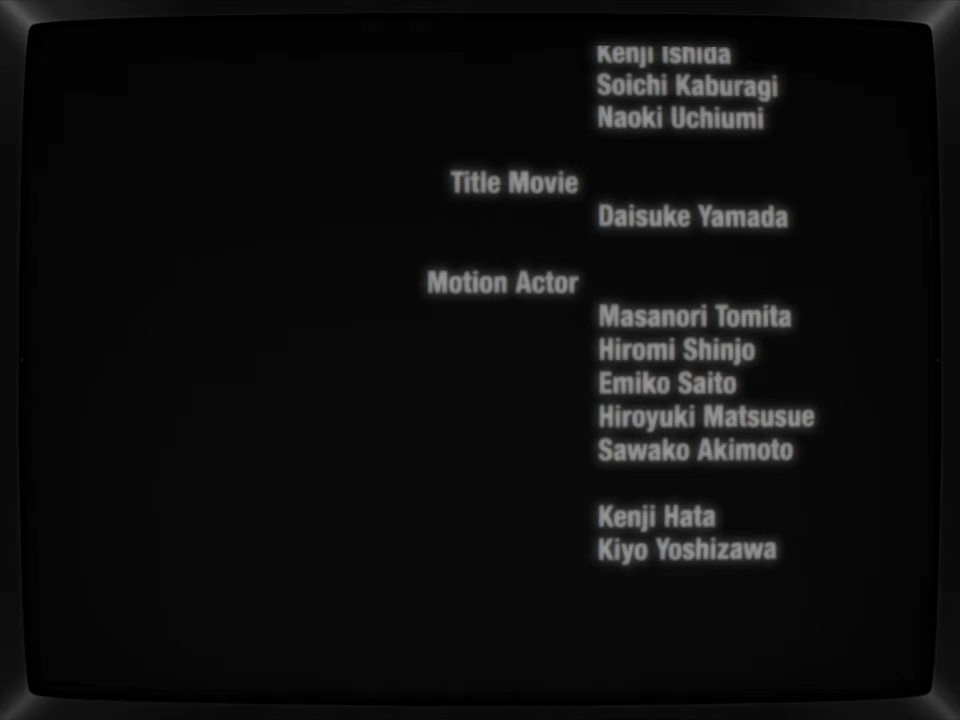 Kenji Ishida
Soichi Kaburagi
Naoki Uchiumi
Title Movie
Daisuke Yamada
Motion Actor
Masanori Tomita
Hiromi Shinjo
Emiko Saito
Hiroyuki Matsusue
Sawako Akimoto
Kenji Hata
Kiyo Yoshizawa